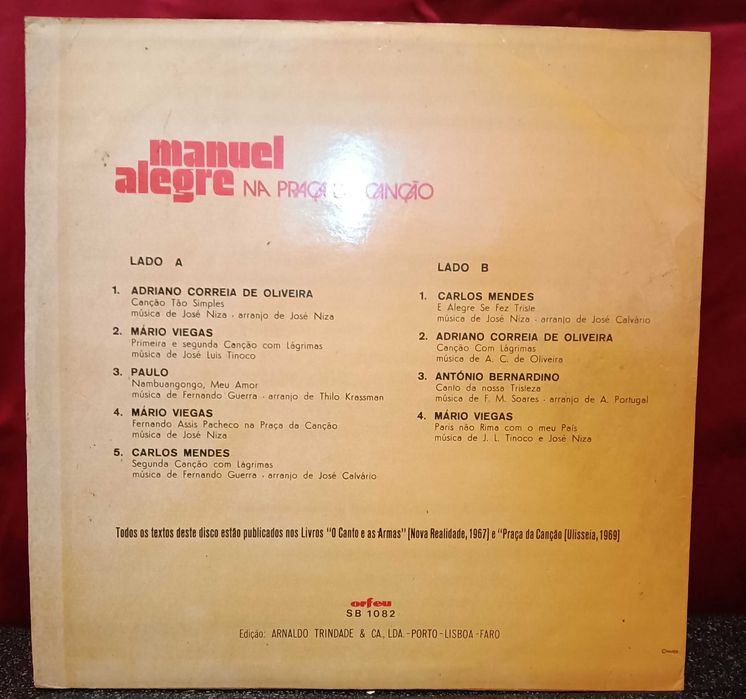 manuel
alegre NA PRAÇA DA CANÇÃO
LADO A
1. ADRIANO CORREIA DE OLIVEIRA
Canção Tão Simples
música de José Niza - arranjo de José Niza
2. MÁRIO VIEGAS
Primeira e segunda Canção com Lágrimas
música de José Luis Tinoco
3. PAULO
Nambuangongo, Meu Amor
música de Fernando Guerra - arranjo de Thilo Krassman
4. MÁRIO VIEGAS
Fernando Assis Pacheco na Praça da Canção
música de José Niza
5. CARLOS MENDES
Segunda Canção com Lágrimas
música de Fernando Guerra - arranjo de José Calvário
LADO B
1. CARLOS MENDES
E Alegre Se Fez Triste
música de José Niza - arranjo de José Calvário
2. ADRIANO CORREIA DE OLIVEIRA
Canção Com Lágrimas
música de A. C. de Oliveira
3. ANTÓNIO BERNARDINO
Canto da nossa Tristeza
música de F. M. Soares - arranjo de A. Portugal
4. MÁRIO VIEGAS
Paris não Rima com o meu País
música de J. L. Tinoco e José Niza
Todos os textos deste disco estão publicados nos Livros "O Canto e as Armas" [Nova Realidade, 1967] e "Praça da Canção [Ulisseia, 1969]
orfeu
SB 1082
Edição: ARNALDO TRINDADE & CA., LDA. - PORTO - LISBOA - FARO